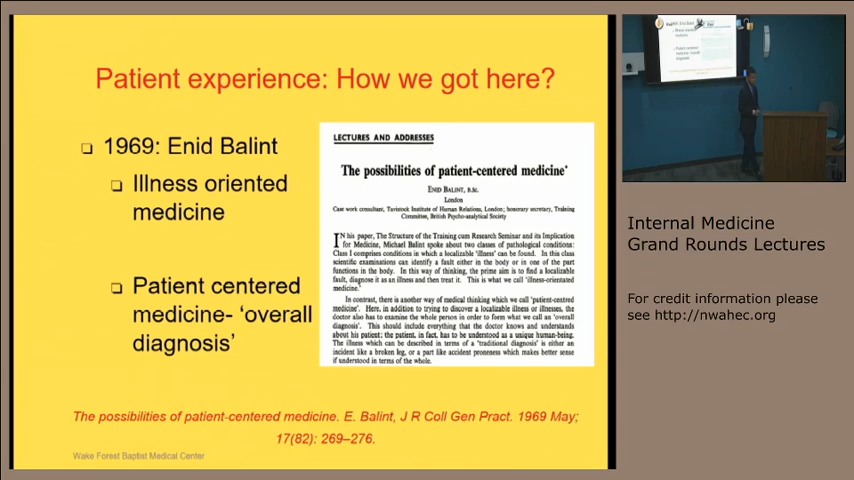 Patient experience: How we got here?
1969: Enid Balint
Illness oriented
medicine
Patient centered
medicine- ‘overall
diagnosis’
LECTURES AND ADDRESSES
The possibilities of patient-centered medicine*
ENID BALINT, B.SC.
London
Case work consultant, Tavistock Institute of Human Relations, London; honorary secretary, Training
Committee, British Psycho-analytical Society
IN his paper, The Structure of the Training cum Research Seminar and its Implication
for Medicine, Michael Balint spoke about two classes of pathological conditions:
Class I comprises conditions in which a localizable 'illness' can be found. In this class
scientific examinations can identify a fault either in the body or in one of the part
functions in the body. In this way of thinking, the prime aim is to find a localizable
fault, diagnose it as an illness and then treat it. This is what we call 'illness-orientated
medicine.'
In contrast, there is another way of medical thinking which we call 'patient-centred
medicine'. Here, in addition to trying to discover a localizable illness or illnesses, the
doctor also has to examine the whole person in order to form what we call an 'overall
diagnosis'. This should include everything that the doctor knows and understands
about his patient; the patient, in fact, has to be understood as a unique human-being.
The illness which can be described in terms of a 'traditional diagnosis' is either an
incident like a broken leg, or a part like accident proneness which makes better sense
if understood in terms of the whole.
The possibilities of patient-centered medicine. E. Balint, J R Coll Gen Pract. 1969 May;
17(82): 269–276.
Wake Forest Baptist Medical Center
Internal Medicine
Grand Rounds Lectures
For credit information please
see http://nwahec.org